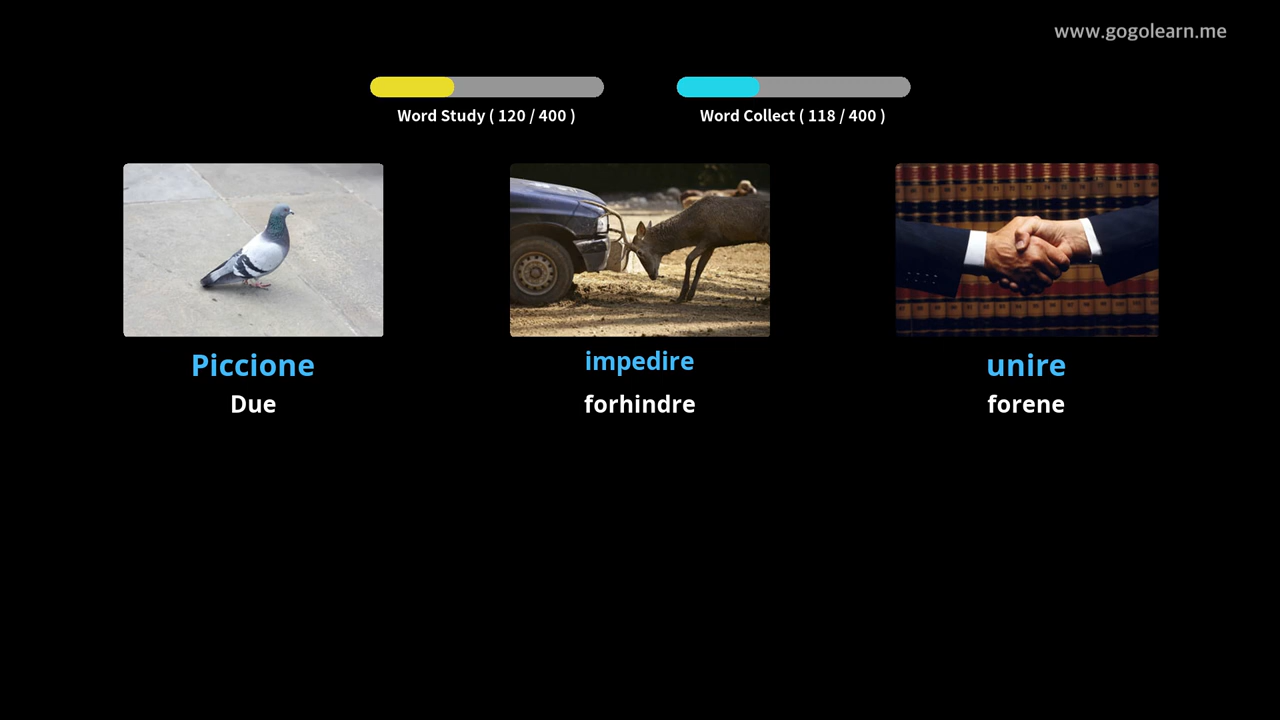 www.gogolearn.me
Word Study ( 120 / 400 )
Word Collect ( 118 / 400 )
Piccione
Due
impedire
forhindre
unire
forene